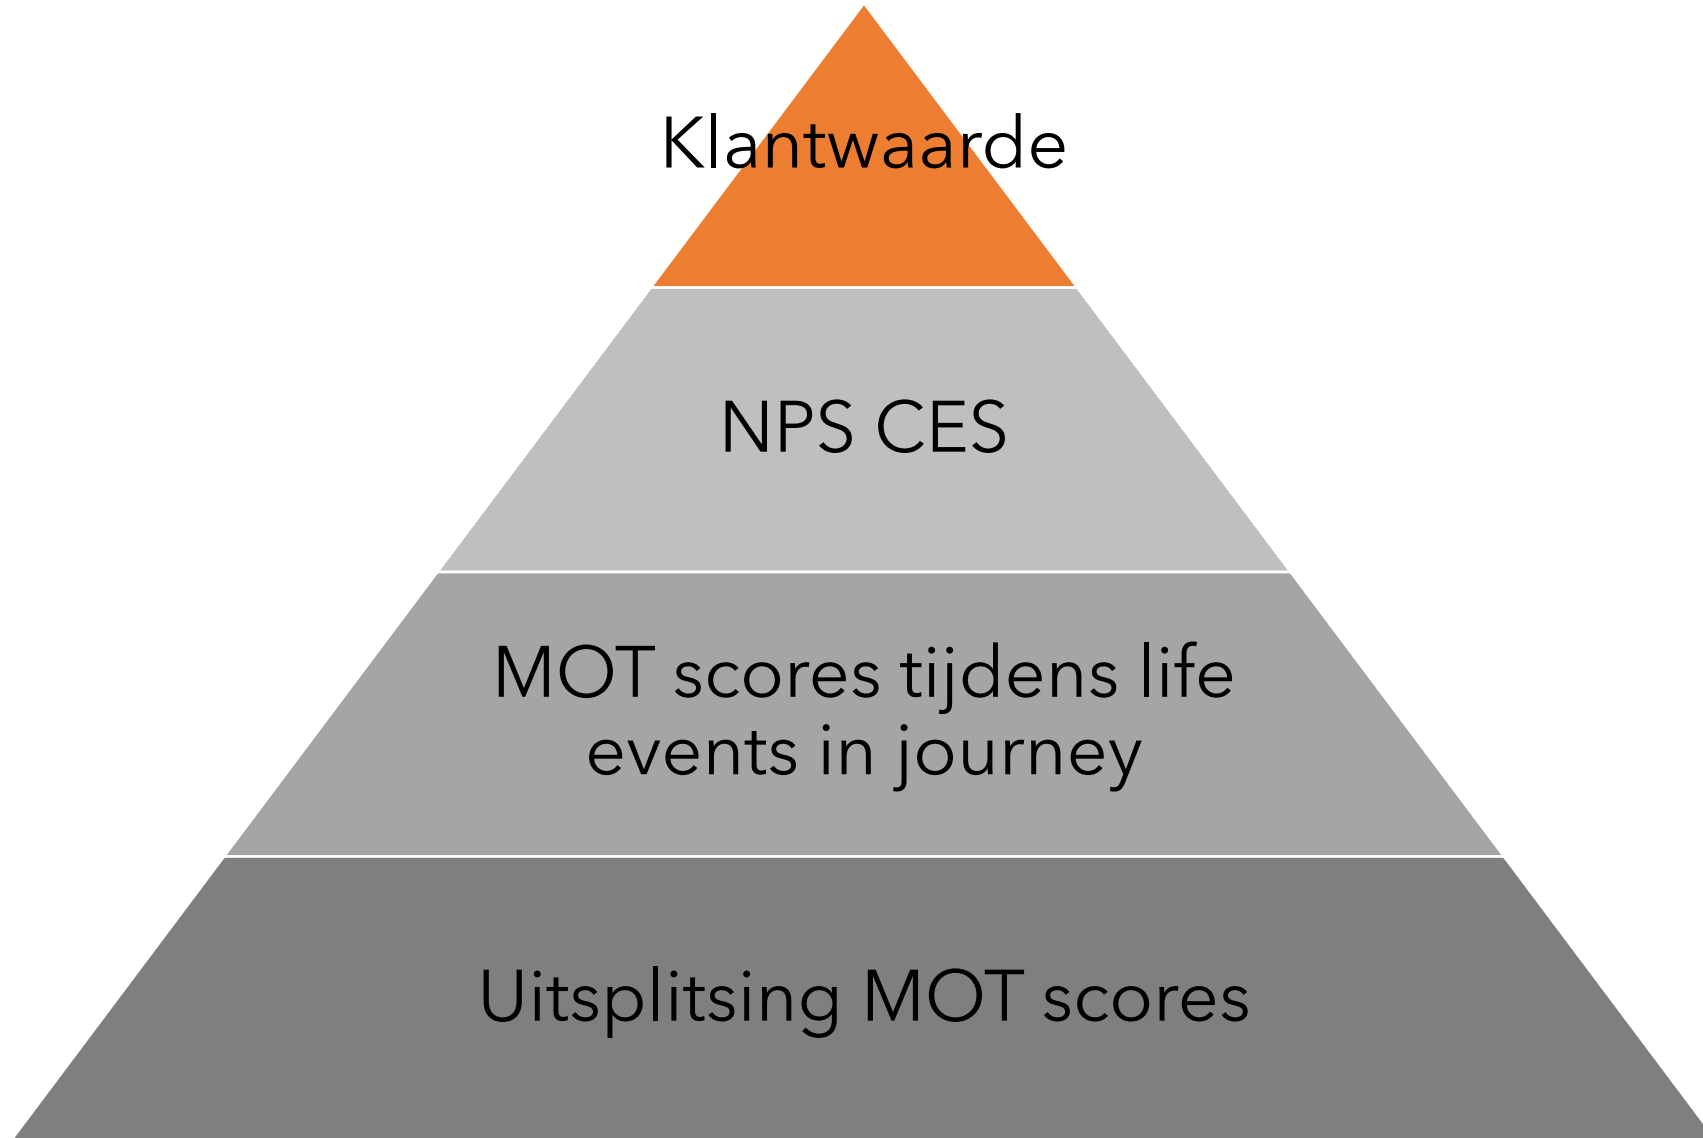 Klantwaarde
NPS CES
MOT scores tijdens life
events in journey
Uitsplitsing MOT scores